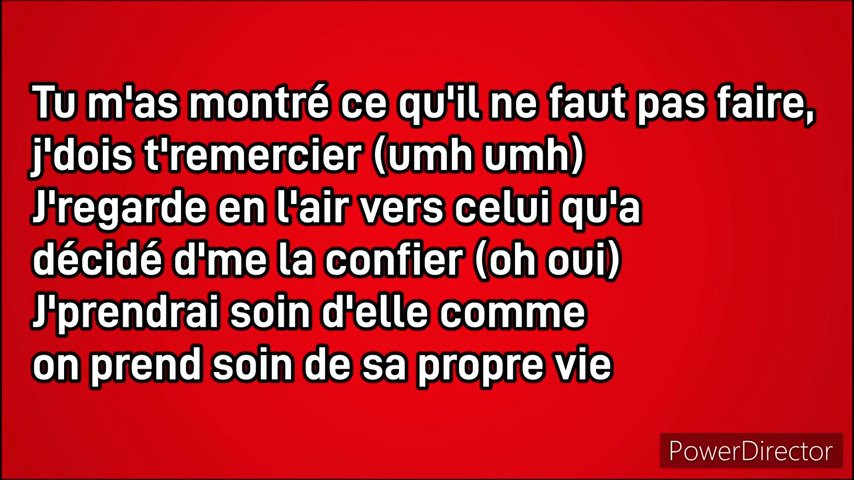 Tu m'as montré ce qu'il ne faut pas faire,
j'dois t'remercier (umh umh)
J'regarde en l'air vers celui qu'a
décidé d'me la confier (oh oui)
J'prendrai soin d'elle comme
on prend soin de sa propre vie
PowerDirector